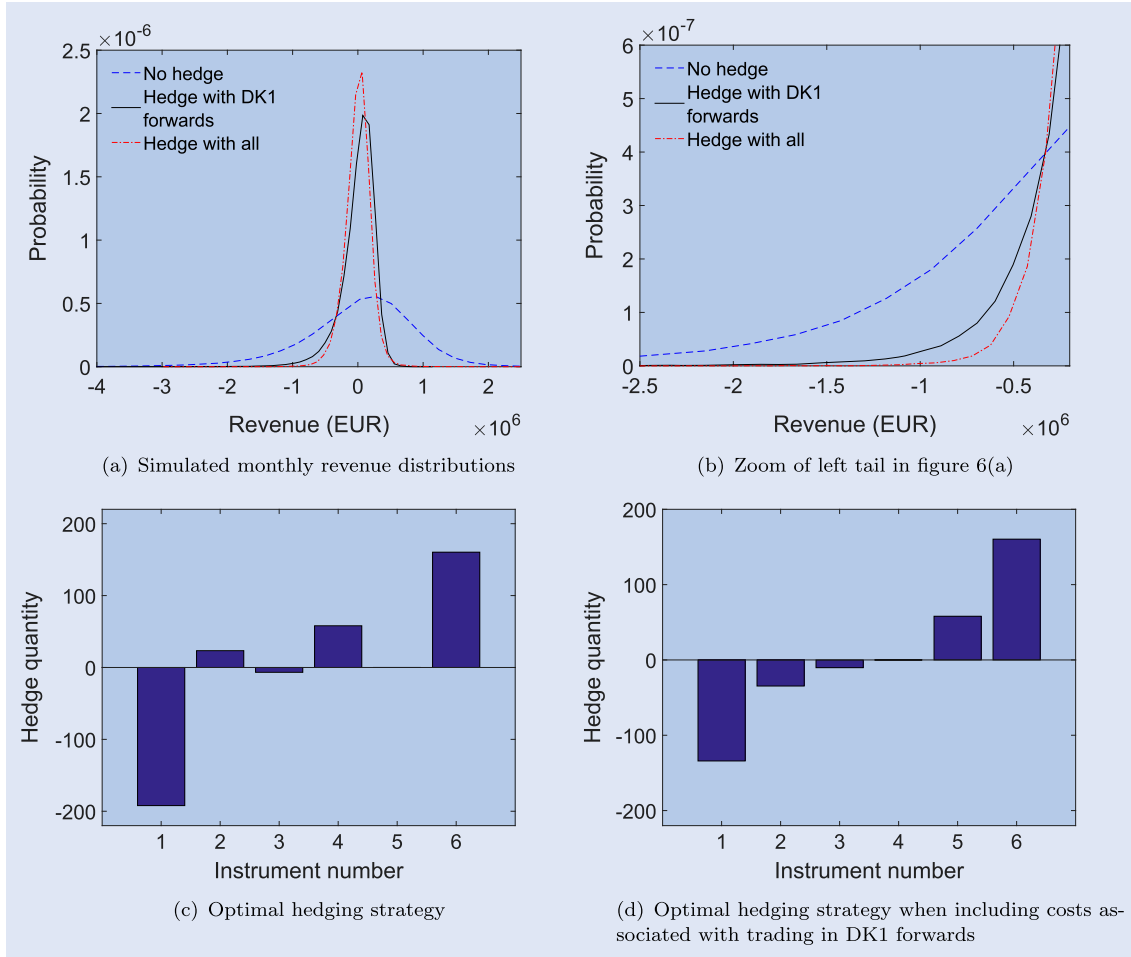 ×10⁻⁶
2.5
2
1.5
1
0.5
0
No hedge
Hedge with DK1
forwards
Hedge with all
Probability
-4 -3 -2 -1 0 1 2
Revenue (EUR) ×10⁶
(a) Simulated monthly revenue distributions
×10⁻⁷
6
5
4
3
2
1
0
No hedge
Hedge with DK1
forwards
Hedge with all
Probability
-2.5 -2 -1.5 -1 -0.5
Revenue (EUR) ×10⁶
(b) Zoom of left tail in figure 6(a)
200
100
0
-100
-200
Hedge quantity
1 2 3 4 5 6
Instrument number
(c) Optimal hedging strategy
200
100
0
-100
-200
Hedge quantity
1 2 3 4 5 6
Instrument number
(d) Optimal hedging strategy when including costs as-
sociated with trading in DK1 forwards